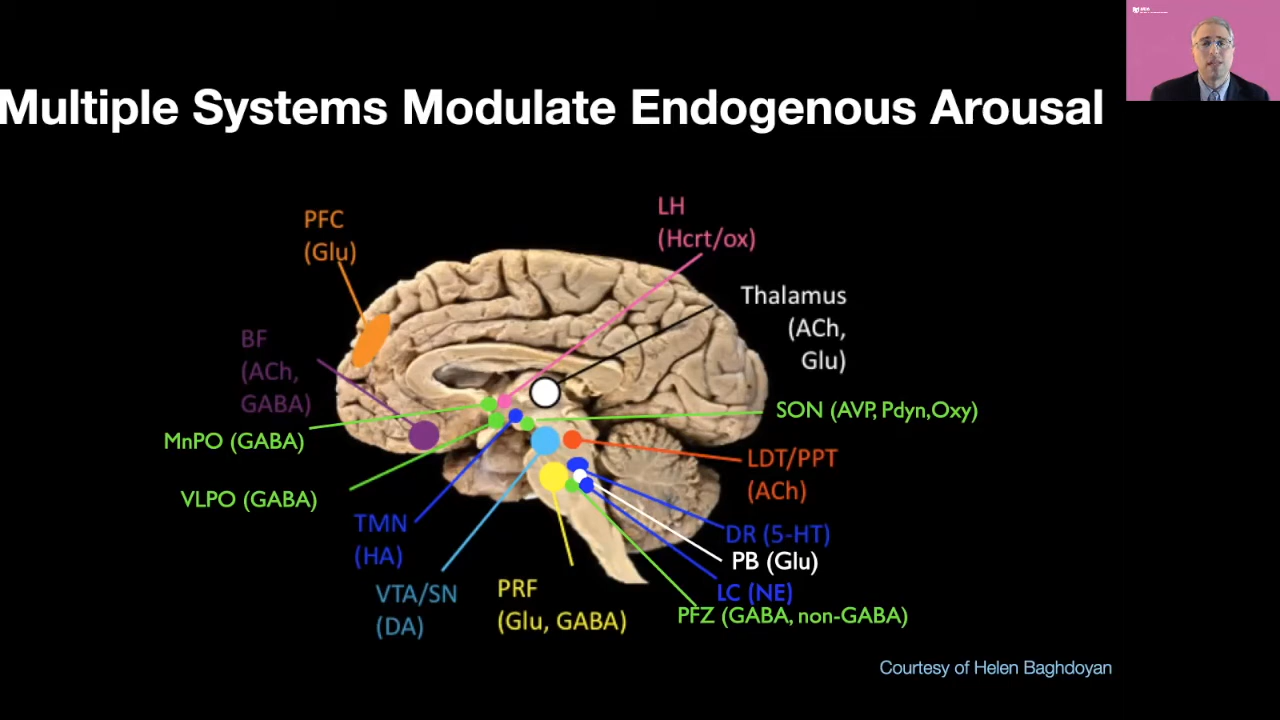 Multiple Systems Modulate Endogenous Arousal
PFC
(Glu)
LH
(Hcrt/ox)
Thalamus
(ACh,
Glu)
BF
(ACh,
GABA)
MnPO (GABA)
SON (AVP, Pdyn,Oxy)
VLPO (GABA)
LDT/PPT
(ACh)
TMN
(HA)
DR (5-HT)
PB (Glu)
VTA/SN
(DA)
PRF
(Glu, GABA)
LC (NE)
PFZ (GABA, non-GABA)
Courtesy of Helen Baghdoyan